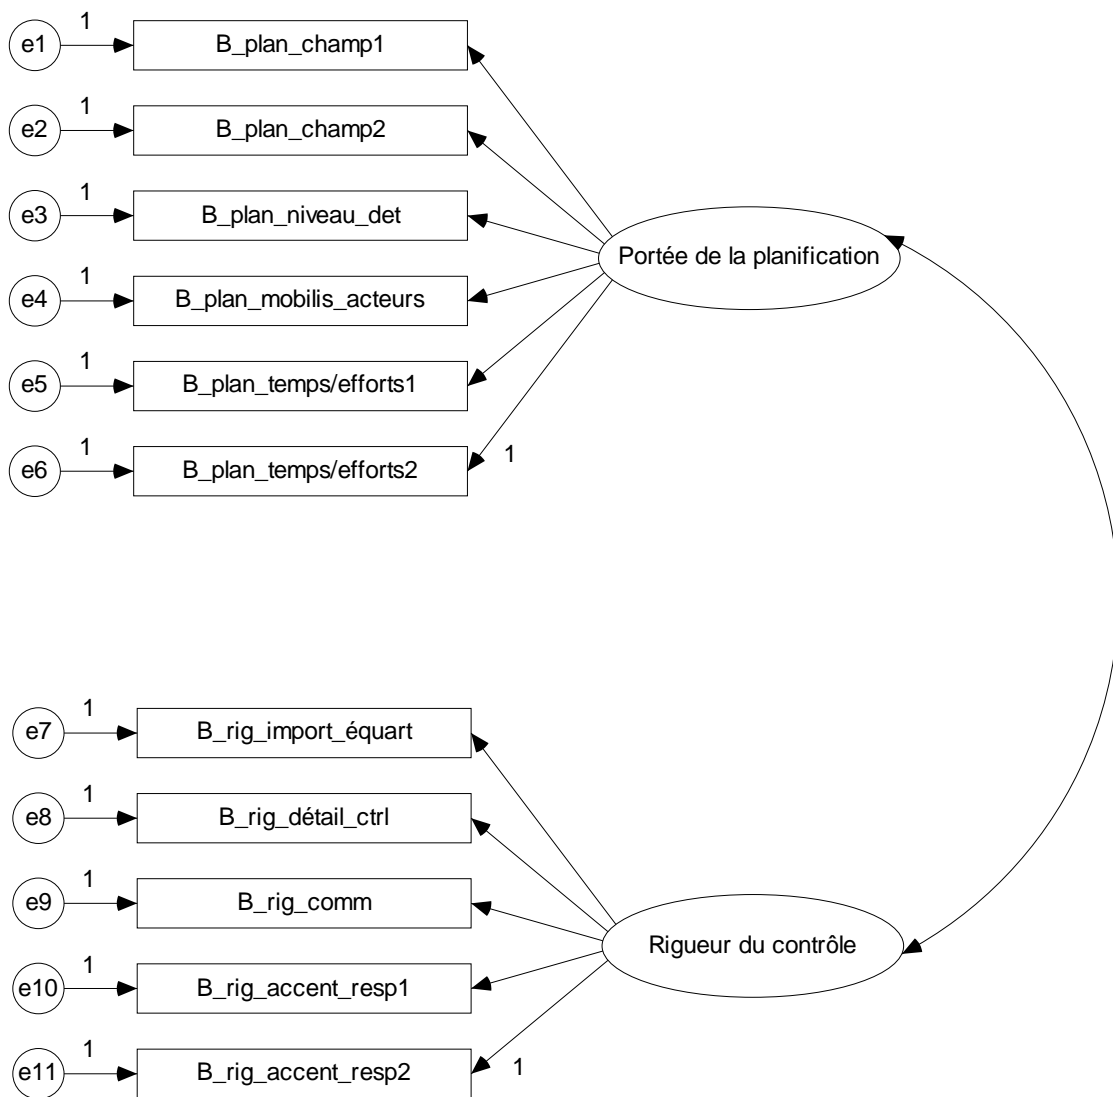 1
e1
B_plan_champ1
1
e2
B_plan_champ2
1
e3
B_plan_niveau_det
Portée de la planification
1
e4
B_plan_mobilis_acteurs
1
e5
B_plan_temps/efforts1
1
e6
B_plan_temps/efforts2
1
1
e7
B_rig_import_équart
1
e8
B_rig_détail_ctrl
1
e9
B_rig_comm
Rigueur du contrôle
1
e10
B_rig_accent_resp1
1
e11
B_rig_accent_resp2
1